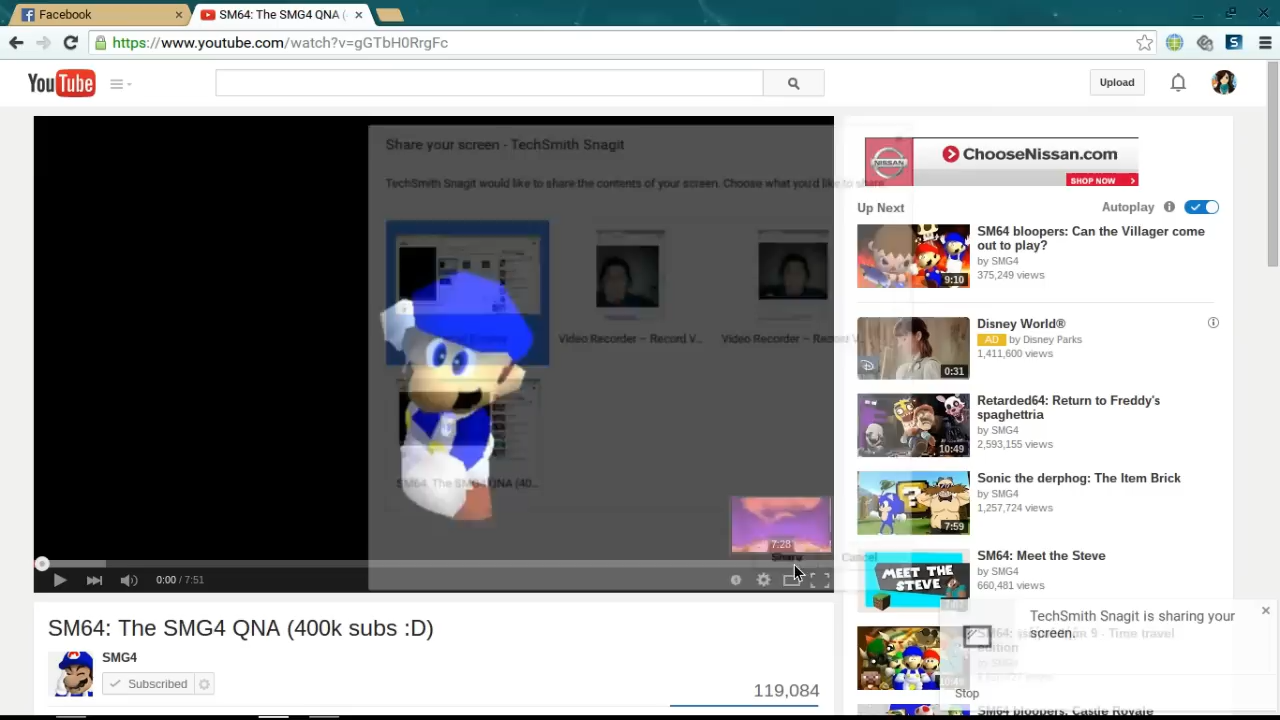 Facebook
SM64: The SMG4 QNA (
https://www.youtube.com/watch?v=gGTbH0RrgFc
YouTube
Upload
Share your screen - TechSmith Snagit
TechSmith Snagit would like to share the contents of your screen. Choose what you'd like to share.
Video Recorder – Record V...
Video Recorder – Record V...
SM64: The SMG4 QNA (40...
7:28
Share
Cancel
0:00 / 7:51
SM64: The SMG4 QNA (400k subs :D)
SMG4
Subscribed
119,084
NISSAN
ChooseNissan.com
SHOP NOW
Up Next
Autoplay
SM64 bloopers: Can the Villager come
out to play?
by SMG4
375,249 views
9:10
Disney World®
AD by Disney Parks
1,411,600 views
0:31
Retarded64: Return to Freddy's
spaghettria
by SMG4
2,593,155 views
10:49
Sonic the derphog: The Item Brick
by SMG4
1,257,724 views
7:59
SM64: Meet the Steve
by SMG4
660,481 views
MEET THE
STEVE
TechSmith Snagit is sharing your
screen.
9 - Time travel
edition
by SMG4
Stop
SM64 bloopers: Castle Royale